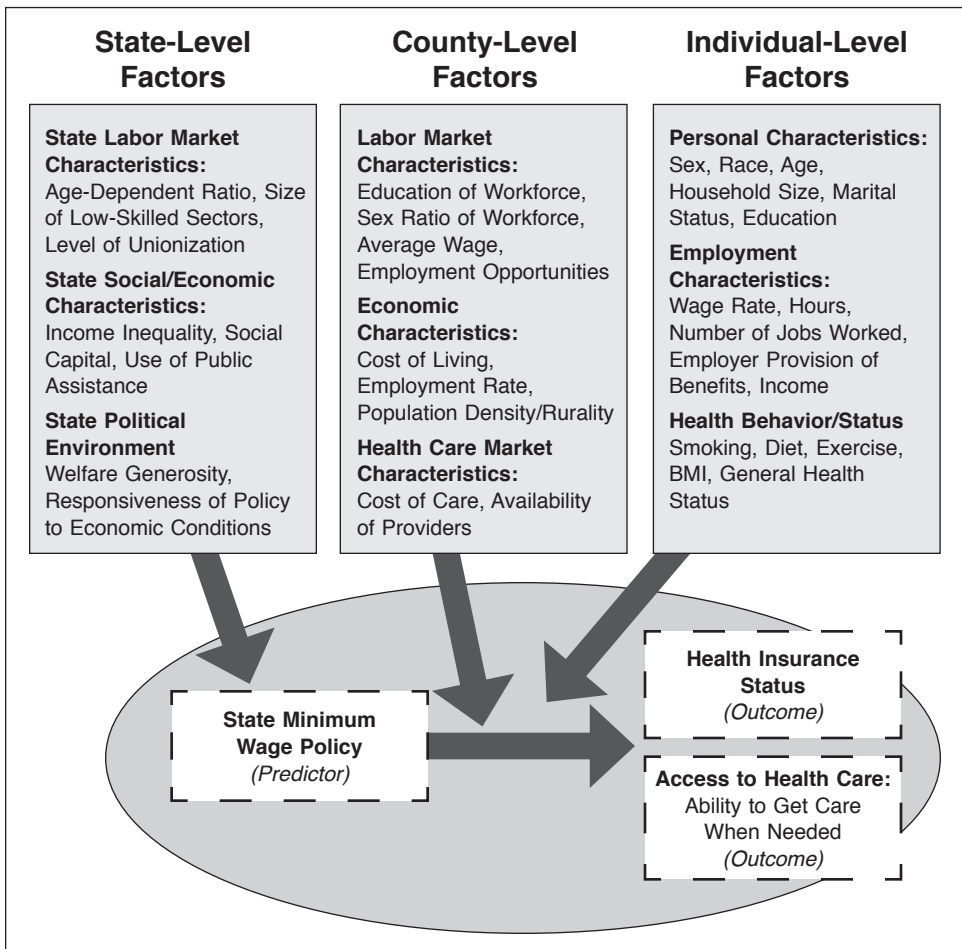 State-Level
Factors
State Labor Market
Characteristics:
Age-Dependent Ratio, Size
of Low-Skilled Sectors,
Level of Unionization
State Social/Economic
Characteristics:
Income Inequality, Social
Capital, Use of Public
Assistance
State Political
Environment
Welfare Generosity,
Responsiveness of Policy
to Economic Conditions
County-Level
Factors
Labor Market
Characteristics:
Education of Workforce,
Sex Ratio of Workforce,
Average Wage,
Employment Opportunities
Economic
Characteristics:
Cost of Living,
Employment Rate,
Population Density/Rurality
Health Care Market
Characteristics:
Cost of Care, Availability
of Providers
Individual-Level
Factors
Personal Characteristics:
Sex, Race, Age,
Household Size, Marital
Status, Education
Employment
Characteristics:
Wage Rate, Hours,
Number of Jobs Worked,
Employer Provision of
Benefits, Income
Health Behavior/Status
Smoking, Diet, Exercise,
BMI, General Health
Status
State Minimum
Wage Policy
(Predictor)
Health Insurance
Status
(Outcome)
Access to Health Care:
Ability to Get Care
When Needed
(Outcome)